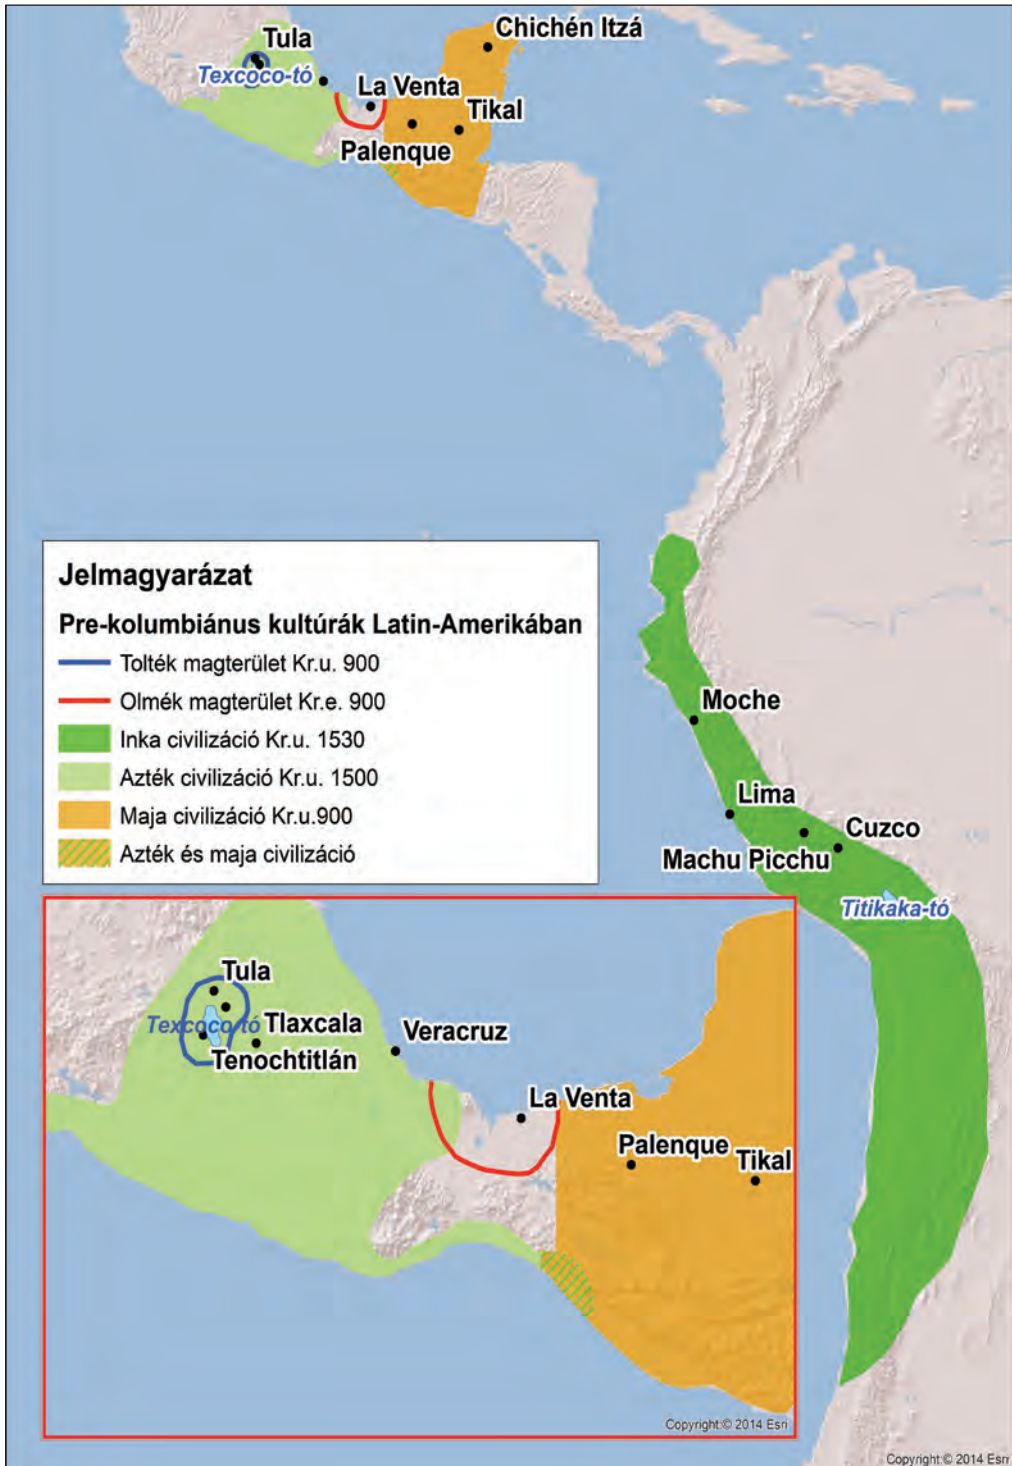 Tula
Texcoco-tó
Chichén Itzá
La Venta
Tikal
Palenque
Moche
Lima
Cuzco
Machu Picchu
Titikaka-tó
Jelmagyarázat
Pre-kolumbiánus kultúrák Latin-Amerikában
Tolték magterület Kr.u. 900
Olmék magterület Kr.e. 900
Inka civilizáció Kr.u. 1530
Azték civilizáció Kr.u. 1500
Maja civilizáció Kr.u.900
Azték és maja civilizáció
Tula
Texcoco-tó
Tlaxcala
Tenochtitlán
Veracruz
La Venta
Palenque
Tikal
Copyright:© 2014 Esri
Copyright:© 2014 Esri